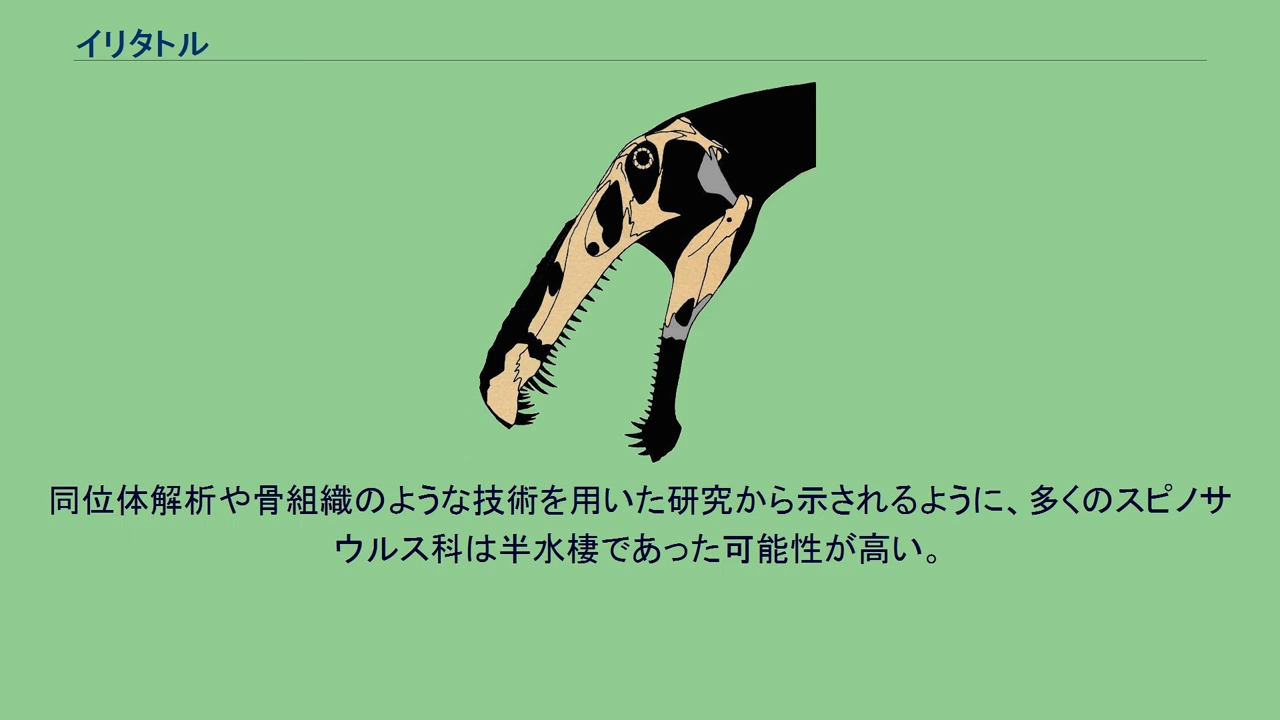 イリタトル
同位体解析や骨組織のような技術を用いた研究から示されるように、多くのスピノサ
ウルス科は半水棲であった可能性が高い。